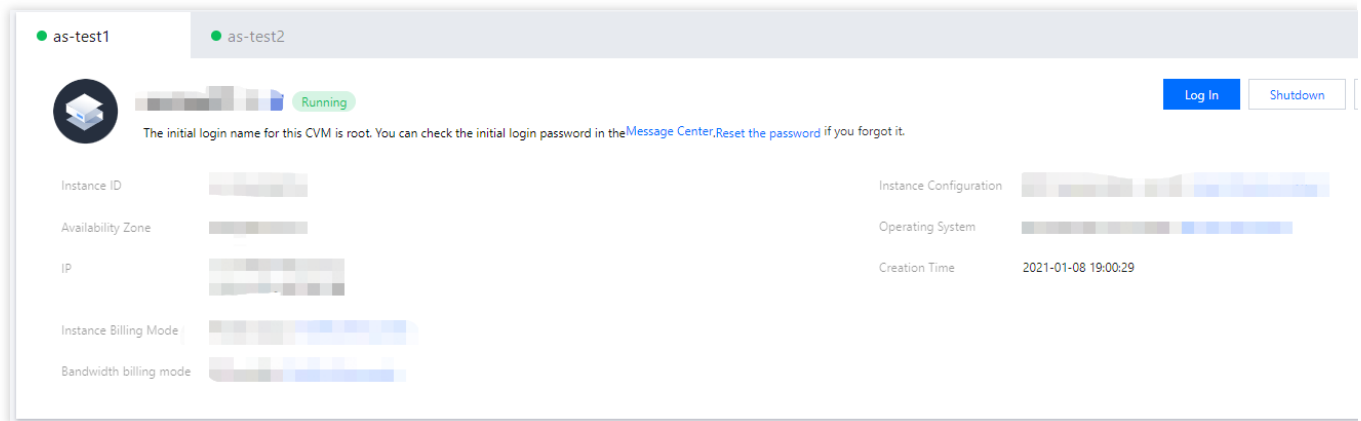 as-test1 as-test2
Running
Log In Shutdown
The initial login name for this CVM is root. You can check the initial login password in the Message Center,Reset the password if you forgot it.
Instance ID
Instance Configuration
Availability Zone
Operating System
IP
Creation Time 2021-01-08 19:00:29
Instance Billing Mode
Bandwidth billing mode